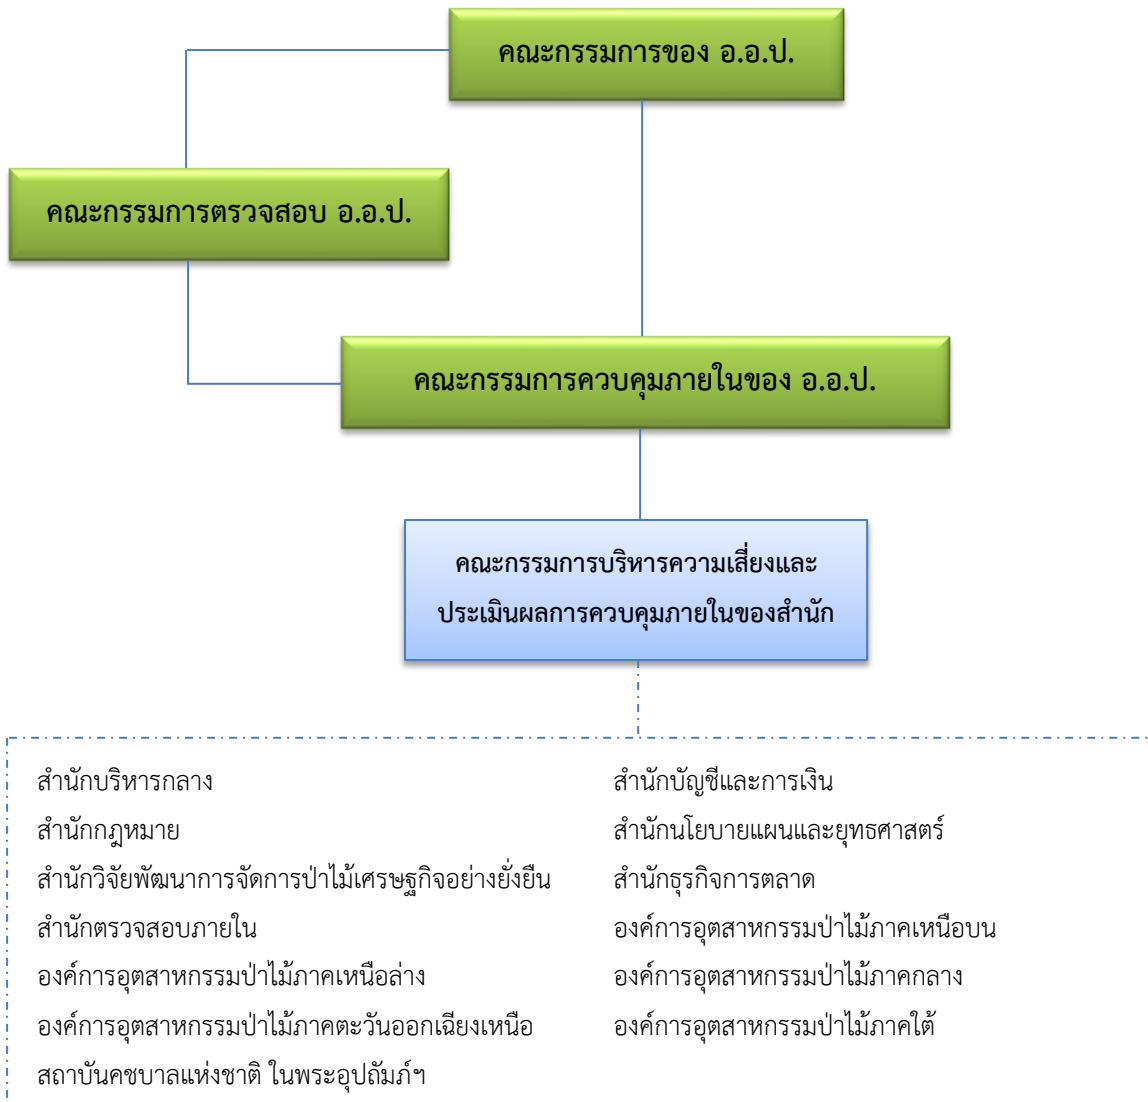 คณะกรรมการของ อ.อ.ป.
คณะกรรมการตรวจสอบ อ.อ.ป.
คณะกรรมการควบคุมภายในของ อ.อ.ป.
คณะกรรมการบริหารความเสี่ยงและ
ประเมินผลการควบคุมภายในของสำนัก
สำนักบริหารกลาง
สำนักบัญชีและการเงิน
สำนักกฎหมาย
สำนักนโยบายแผนและยุทธศาสตร์
สำนักวิจัยพัฒนาการจัดการป่าไม้เศรษฐกิจอย่างยั่งยืน
สำนักธุรกิจการตลาด
สำนักตรวจสอบภายใน
องค์การอุตสาหกรรมป่าไม้ภาคเหนือบน
องค์การอุตสาหกรรมป่าไม้ภาคเหนือล่าง
องค์การอุตสาหกรรมป่าไม้ภาคกลาง
องค์การอุตสาหกรรมป่าไม้ภาคตะวันออกเฉียงเหนือ
องค์การอุตสาหกรรมป่าไม้ภาคใต้
สถาบันคชบาลแห่งชาติ ในพระอุปถัมภ์ฯ